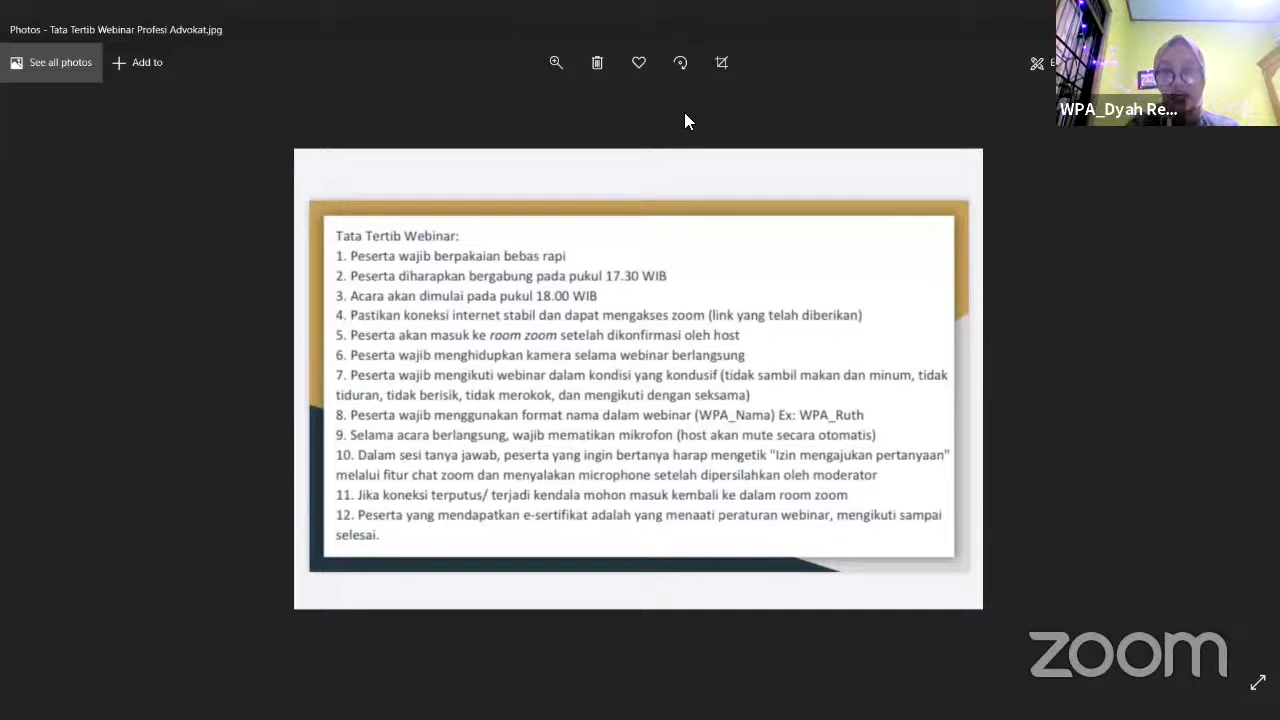 Photos - Tata Tertib Webinar Profesi Advokat.jpg
See all photos
Add to
WPA_Dyah Re...
Tata Tertib Webinar:
1. Peserta wajib berpakaian bebas rapi
2. Peserta diharapkan bergabung pada pukul 17.30 WIB
3. Acara akan dimulai pada pukul 18.00 WIB
4. Pastikan koneksi internet stabil dan dapat mengakses zoom (link yang telah diberikan)
5. Peserta akan masuk ke room zoom setelah dikonfirmasi oleh host
6. Peserta wajib menghidupkan kamera selama webinar berlangsung
7. Peserta wajib mengikuti webinar dalam kondisi yang kondusif (tidak sambil makan dan minum, tidak
tiduran, tidak berisik, tidak merokok, dan mengikuti dengan seksama)
8. Peserta wajib menggunakan format nama dalam webinar (WPA_Nama) Ex: WPA_Ruth
9. Selama acara berlangsung, wajib mematikan mikrofon (host akan mute secara otomatis)
10. Dalam sesi tanya jawab, peserta yang ingin bertanya harap mengetik "Izin mengajukan pertanyaan"
melalui fitur chat zoom dan menyalakan microphone setelah dipersilahkan oleh moderator
11. Jika koneksi terputus/ terjadi kendala mohon masuk kembali ke dalam room zoom
12. Peserta yang mendapatkan e-sertifikat adalah yang menaati peraturan webinar, mengikuti sampai
selesai.
zoom